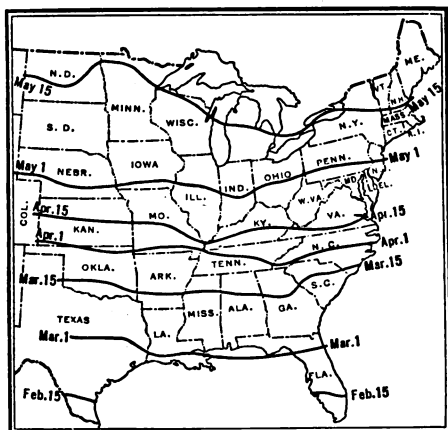 ME.
N.D.
VT.
N.H.
May 15
May 15
MINN.
WISC.
N.Y.
MASS.
CT.
R.I.
S.D.
May 1
May 1
NEBR.
IOWA
PENN.
OHIO
IND.
ILL.
MD.
DEL.
W.VA.
COL.
Apr.15
Apr.15
KAN.
MO.
KY.
VA.
Apr.1
Apr.1
N.C.
TENN.
Mar.15
Mar.15
OKLA.
ARK.
S.C.
MISS.
ALA.
GA.
TEXAS
LA.
Mar.1
Mar.1
FLA.
Feb.15
Feb.15